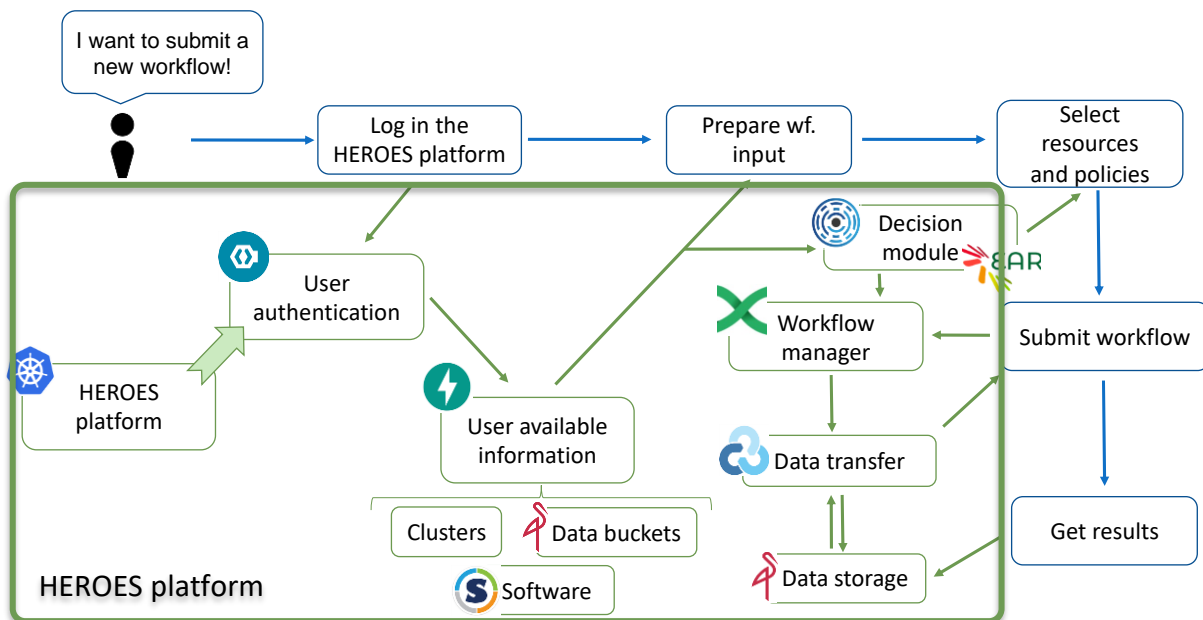 I want to submit a
new workflow!
Log in the
HEROES platform
Prepare wf.
input
Select
resources
and policies
Decision
module
EAR
User
authentication
Workflow
manager
Submit workflow
HEROES
platform
User available
information
Data transfer
Clusters
Data buckets
Get results
Software
S
Data storage
HEROES platform